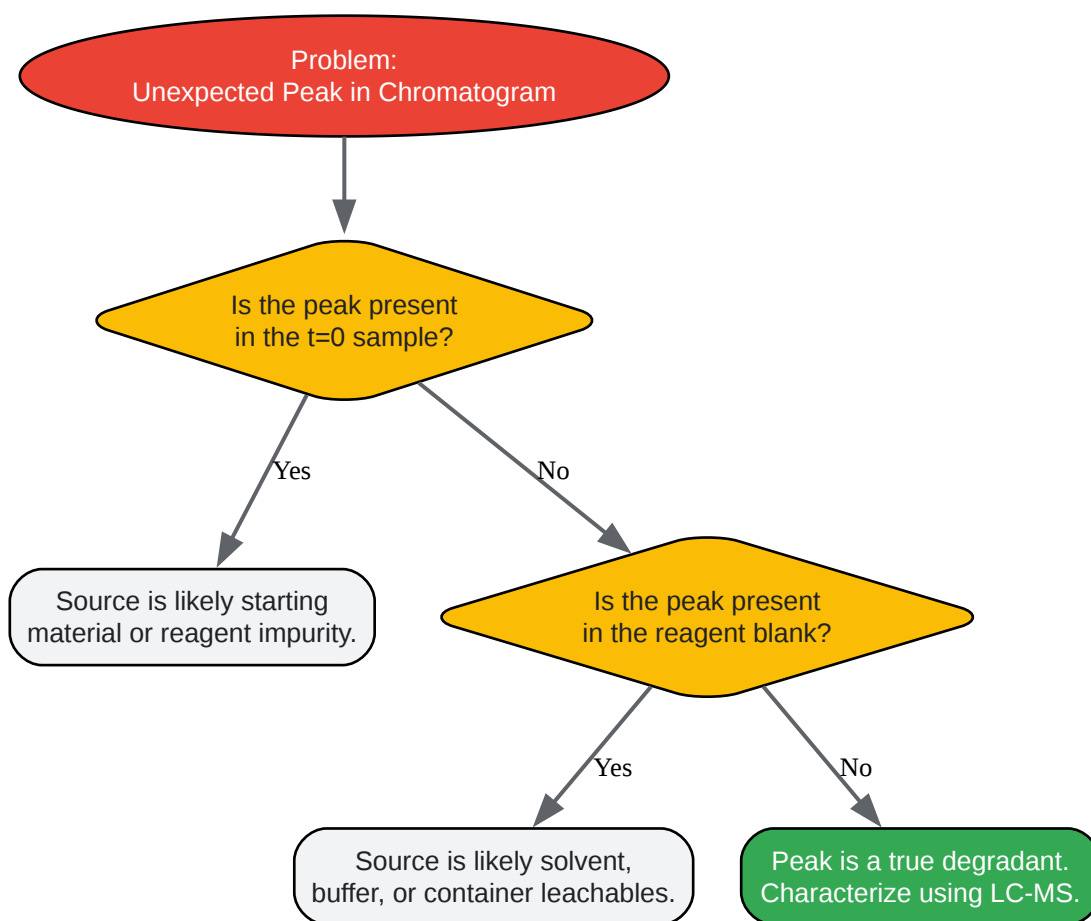 Problem:
Unexpected Peak in Chromatogram
Is the peak present
in the t=0 sample?
Yes
No
Source is likely starting
material or reagent impurity.
Is the peak present
in the reagent blank?
Yes
No
Source is likely solvent,
buffer, or container leachables.
Peak is a true degradant.
Characterize using LC-MS.